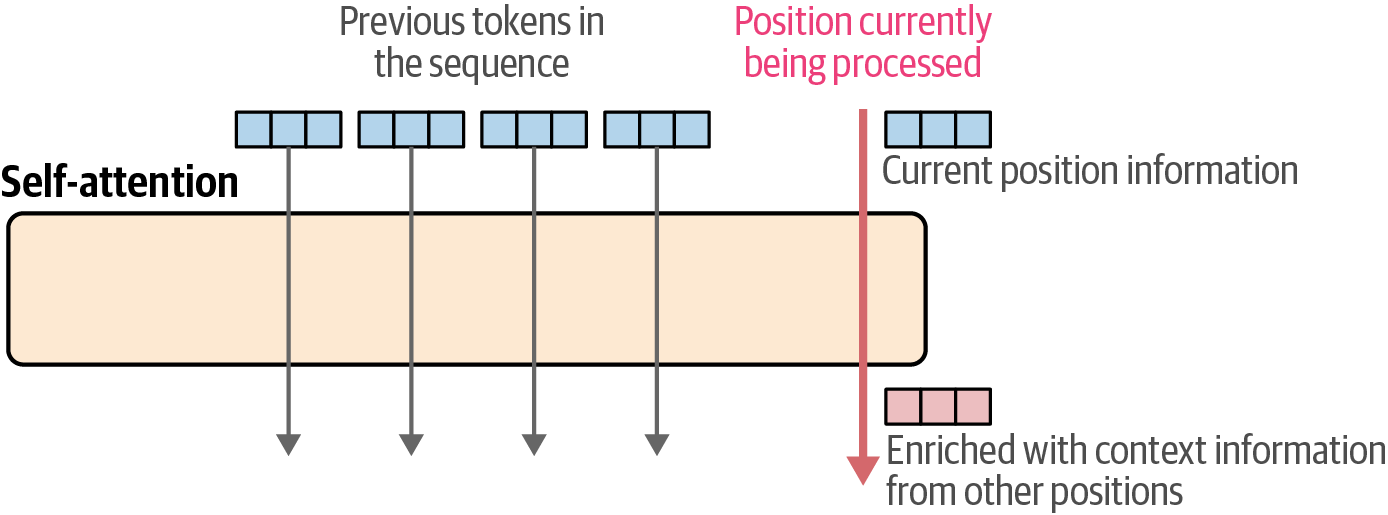 Previous tokens in
the sequence
Position currently
being processed
Self-attention
Current position information
Enriched with context information
from other positions